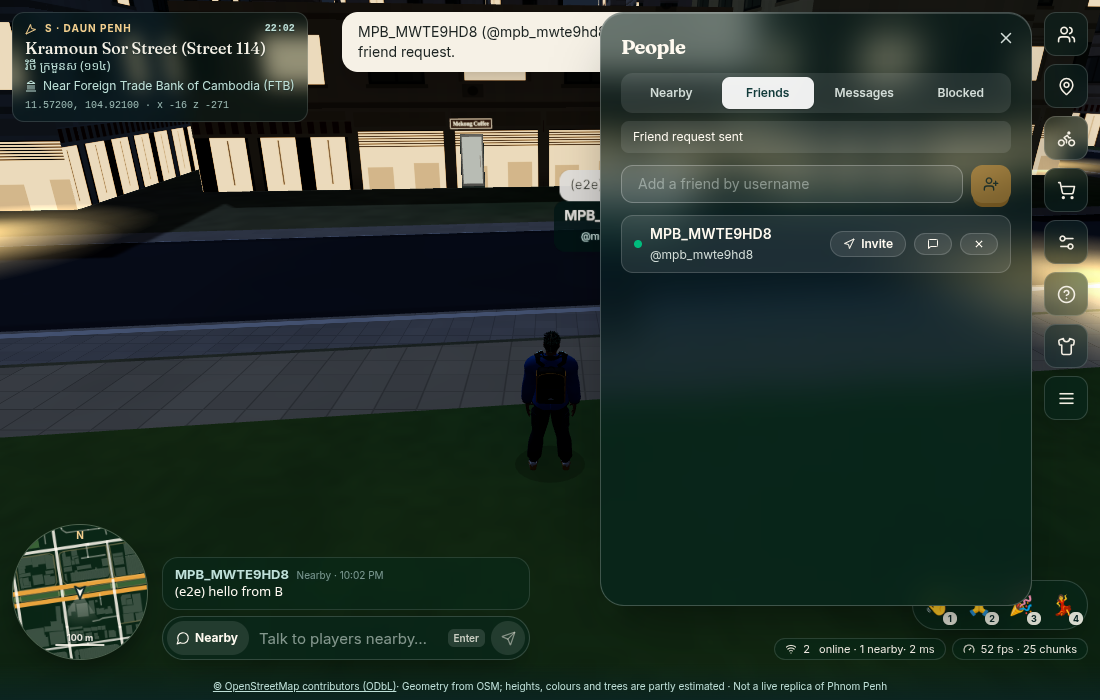 S · DAUN PENH 22:02
Kramoun Sor Street (Street 114)
វិថី ក្រមួនស (១១៤)
Near Foreign Trade Bank of Cambodia (FTB)
11.57200, 104.92100 · x -16 z -271
MPB_MWTE9HD8 (@mpb_mwte9hd8
friend request.
Mekong Coffee
(e2e
MPB_
@m
People
Nearby Friends Messages Blocked
Friend request sent
Add a friend by username
MPB_MWTE9HD8
@mpb_mwte9hd8
Invite
N
100 m
MPB_MWTE9HD8 Nearby · 10:02 PM
(e2e) hello from B
Nearby Talk to players nearby... Enter
1 2 3 4
2 online · 1 nearby · 2 ms
52 fps · 25 chunks
© OpenStreetMap contributors (ODbL) · Geometry from OSM; heights, colours and trees are partly estimated · Not a live replica of Phnom Penh